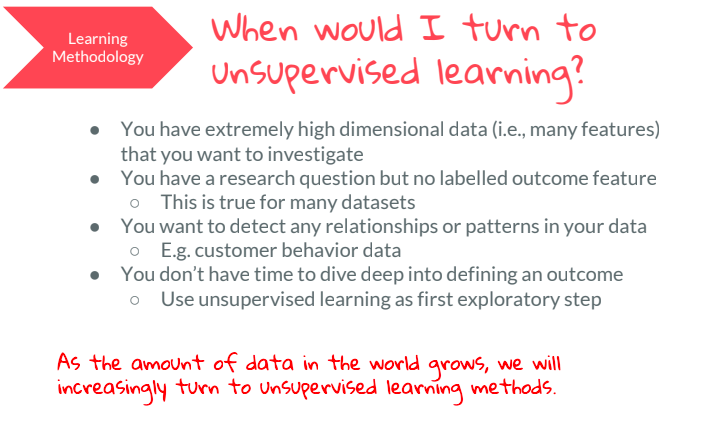 Learning
Methodology
When would I turn to
unsupervised learning?
● You have extremely high dimensional data (i.e., many features)
that you want to investigate
● You have a research question but no labelled outcome feature
○ This is true for many datasets
● You want to detect any relationships or patterns in your data
○ E.g. customer behavior data
● You don't have time to dive deep into defining an outcome
○ Use unsupervised learning as first exploratory step
As the amount of data in the world grows, we will
increasingly turn to unsupervised learning methods.